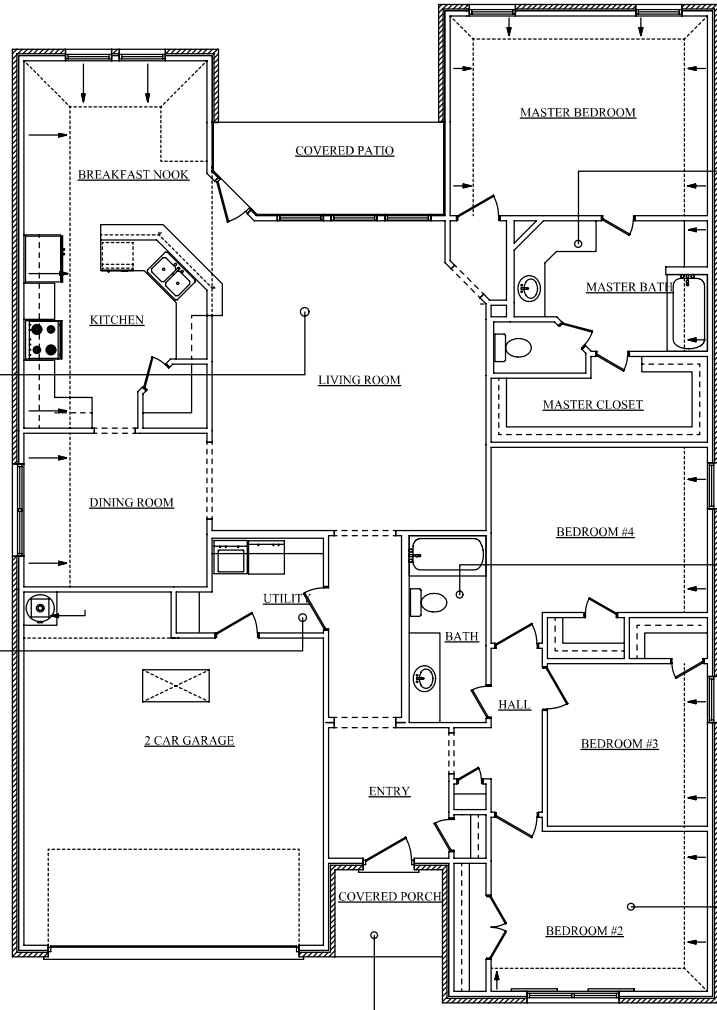 MASTER BEDROOM
COVERED PATIO
BREAKFAST NOOK
MASTER BATH
KITCHEN
LIVING ROOM
MASTER CLOSET
DINING ROOM
BEDROOM #4
UTILITY
BATH
HALL
2 CAR GARAGE
BEDROOM #3
ENTRY
COVERED PORCH
BEDROOM #2